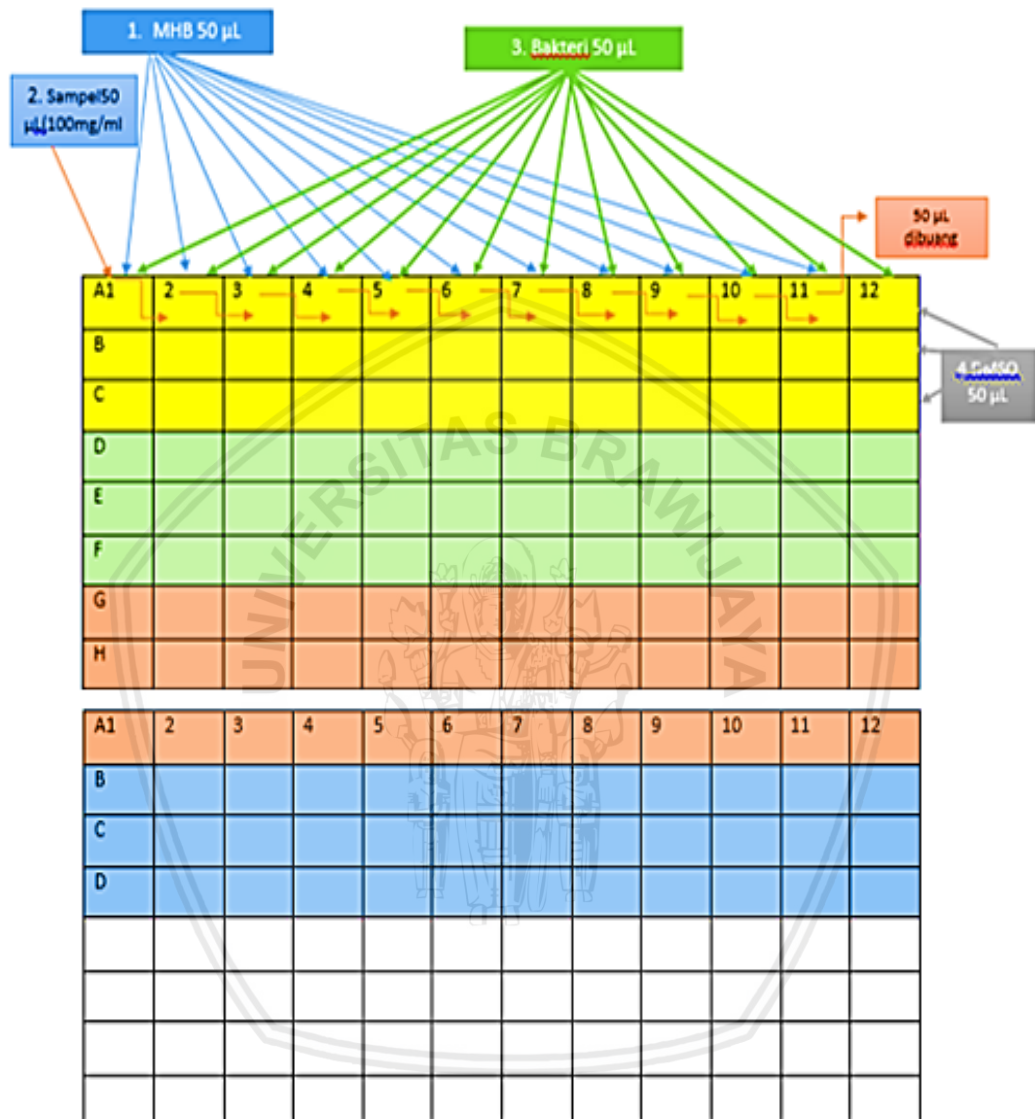 1. MHB 50 µL
3. Bakteri 50 µL
2. Sampel50
µL(100mg/ml
50 µL
dibuang
A1 2 3 4 5 6 7 8 9 10 11 12
B
C
D
E
F
G
H
50 µL
UNIVERSITAS BRAWIJAYA
A1 2 3 4 5 6 7 8 9 10 11 12
B
C
D